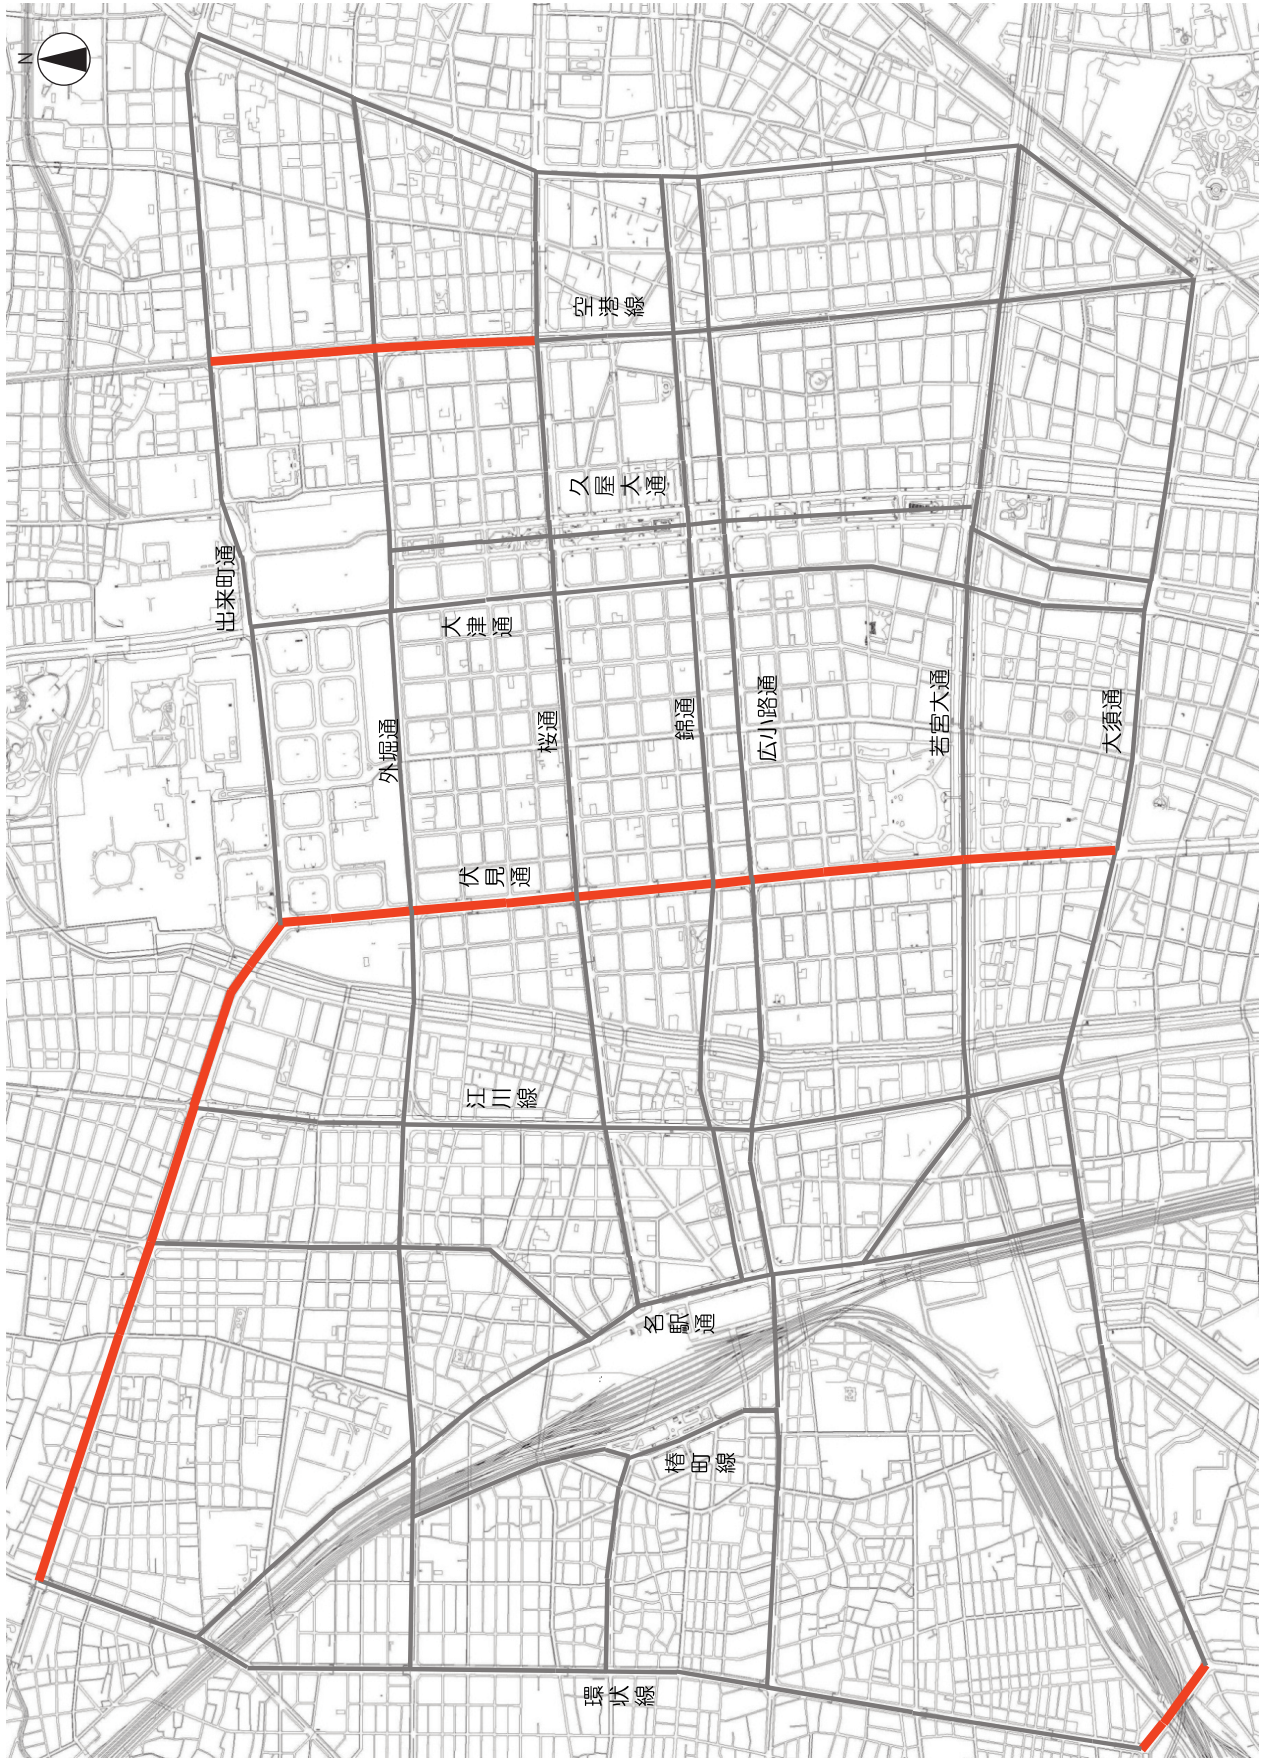 N
空港線
久屋大通
出来町通
大津通
外堀通
桜通
錦通
広小路通
若宮大通
大須通
伏見通
江川線
名駅通
椿町線
環状線